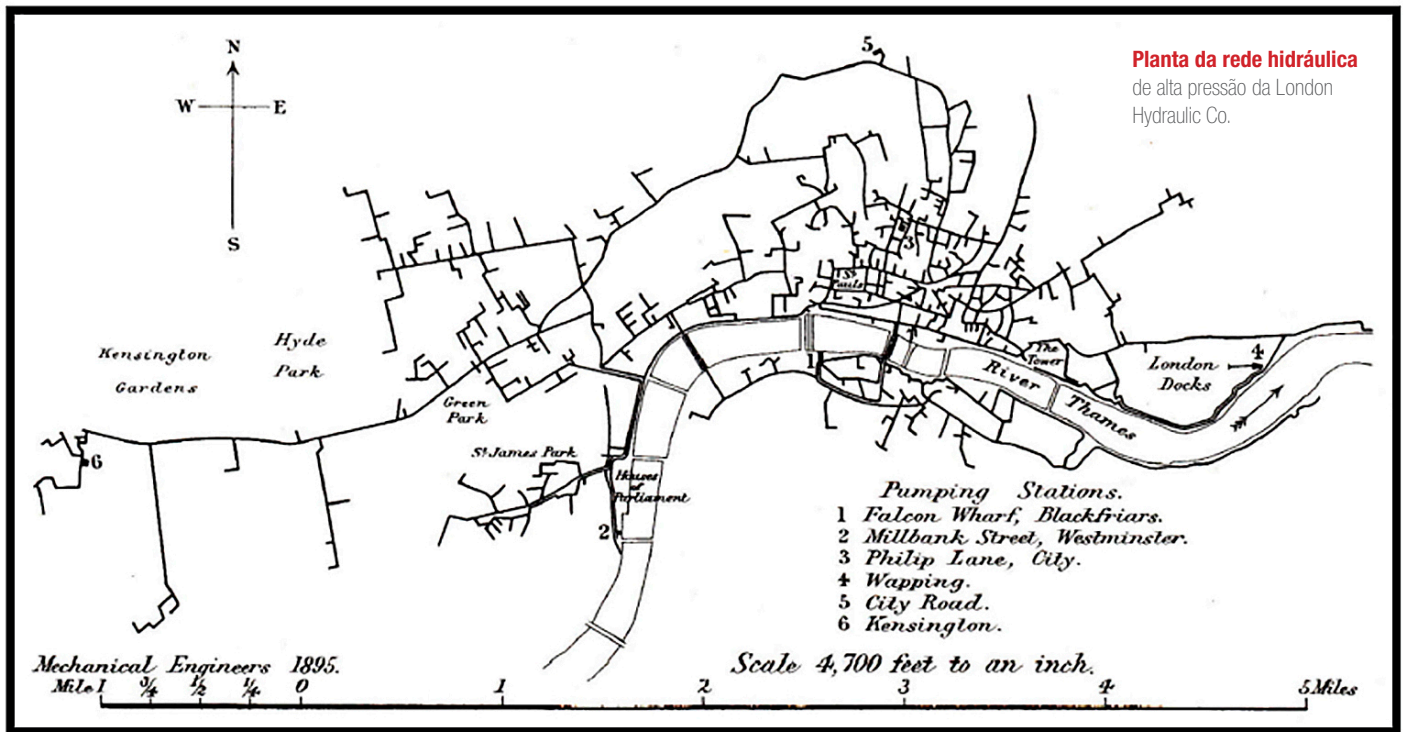 Planta da rede hidráulica
de alta pressão da London
Hydraulic Co.
N
W E
S
5
3
St.
Pauls
Kensington
Gardens
Hyde
Park
Green
Park
St. James Park
Houses
of
Parliament
1
2
6
The
Tower
River
Thames
London
Docks
4
Pumping Stations.
1 Falcon Wharf, Blackfriars.
2 Millbank Street, Westminster.
3 Philip Lane, City.
4 Wapping.
5 City Road.
6 Kensington.
Mechanical Engineers 1895.
Scale 4,700 feet to an inch.
Mile 1 ¾ ½ ¼ 0 1 2 3 4 5 Miles